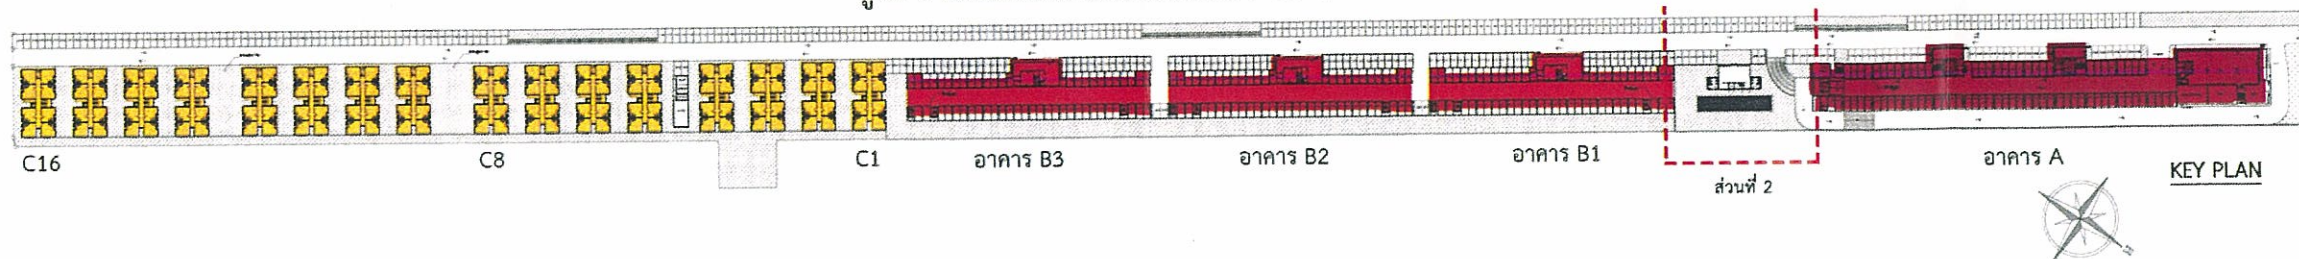 C16
C8
C1
อาคาร B3
อาคาร B2
อาคาร B1
อาคาร A
ส่วนที่ 2
KEY PLAN